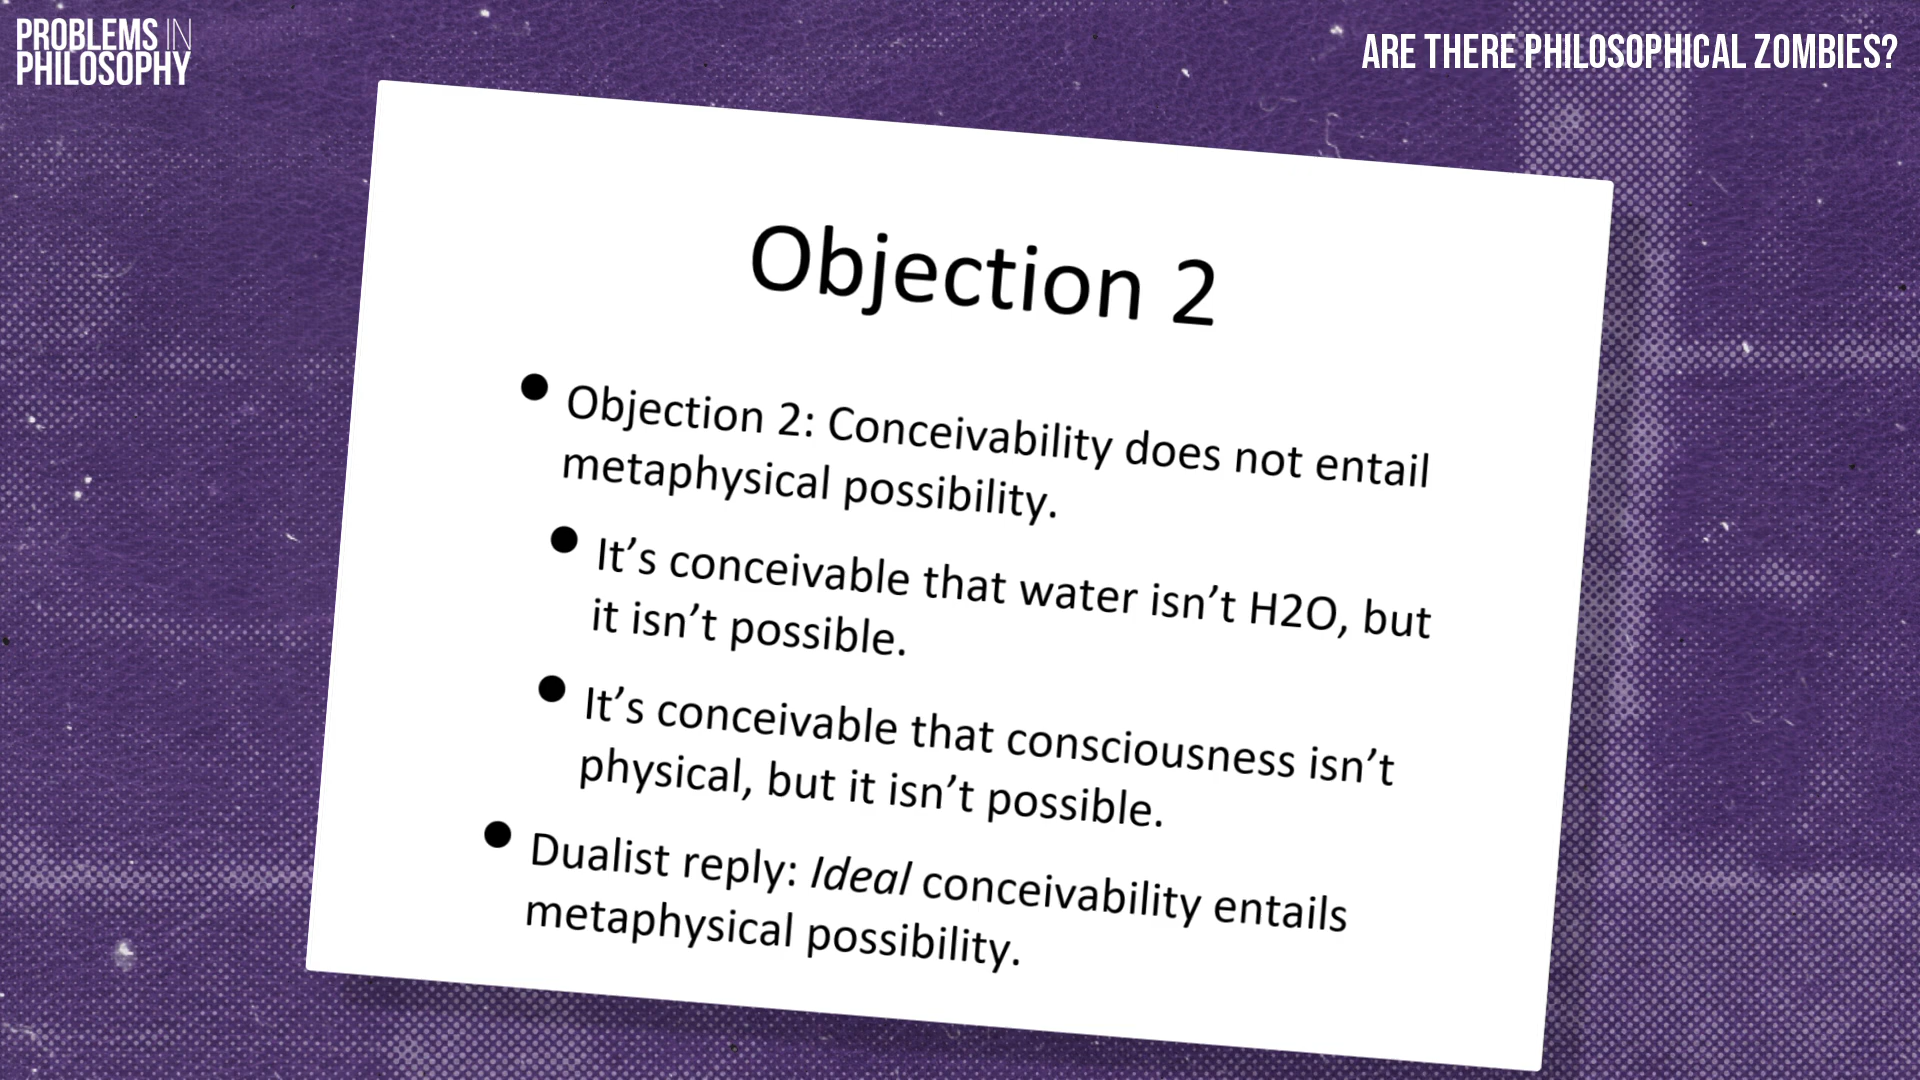 PROBLEMS IN
PHILOSOPHY
ARE THERE PHILOSOPHICAL ZOMBIES?
Objection 2
● Objection 2: Conceivability does not entail
metaphysical possibility.
● It’s conceivable that water isn’t H2O, but
it isn’t possible.
● It’s conceivable that consciousness isn’t
physical, but it isn’t possible.
● Dualist reply: Ideal conceivability entails
metaphysical possibility.